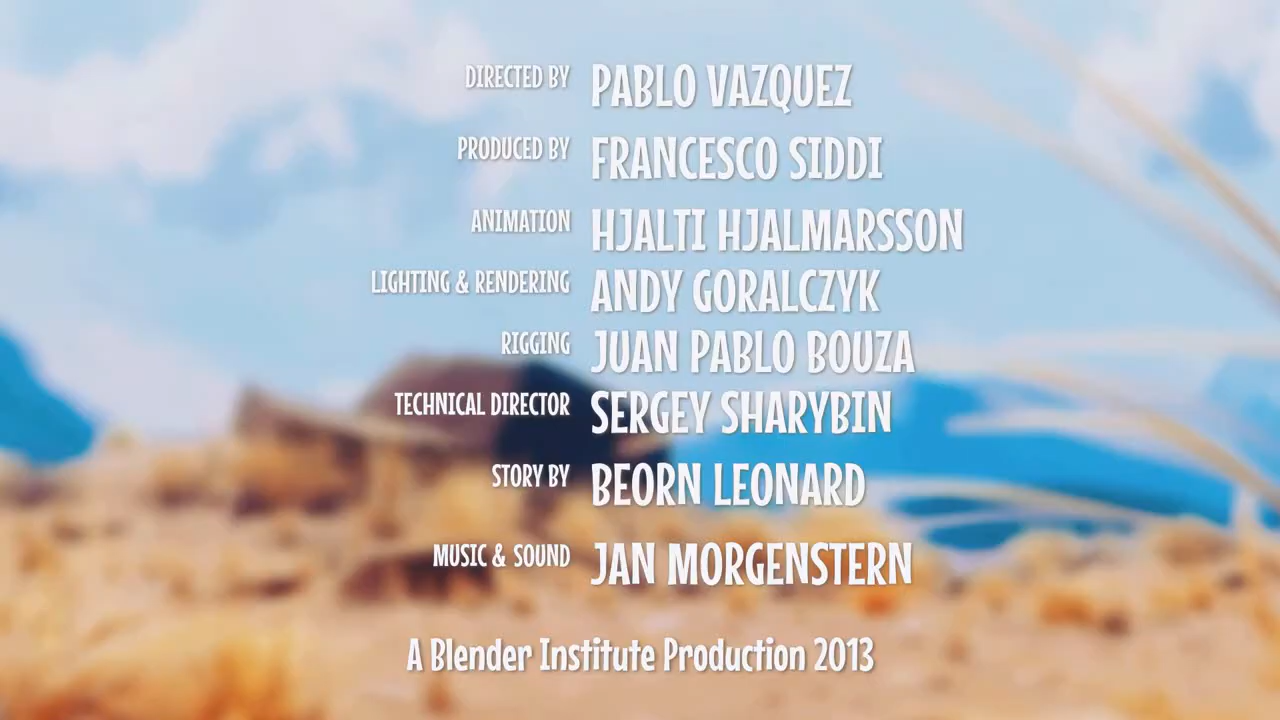 DIRECTED BY PABLO VAZQUEZ
PRODUCED BY FRANCESCO SIDDI
ANIMATION HJALTI HJALMARSSON
LIGHTING & RENDERING ANDY GORALCZYK
RIGGING JUAN PABLO BOUZA
TECHNICAL DIRECTOR SERGEY SHARYBIN
STORY BY BEORN LEONARD
MUSIC & SOUND JAN MORGENSTERN
A Blender Institute Production 2013